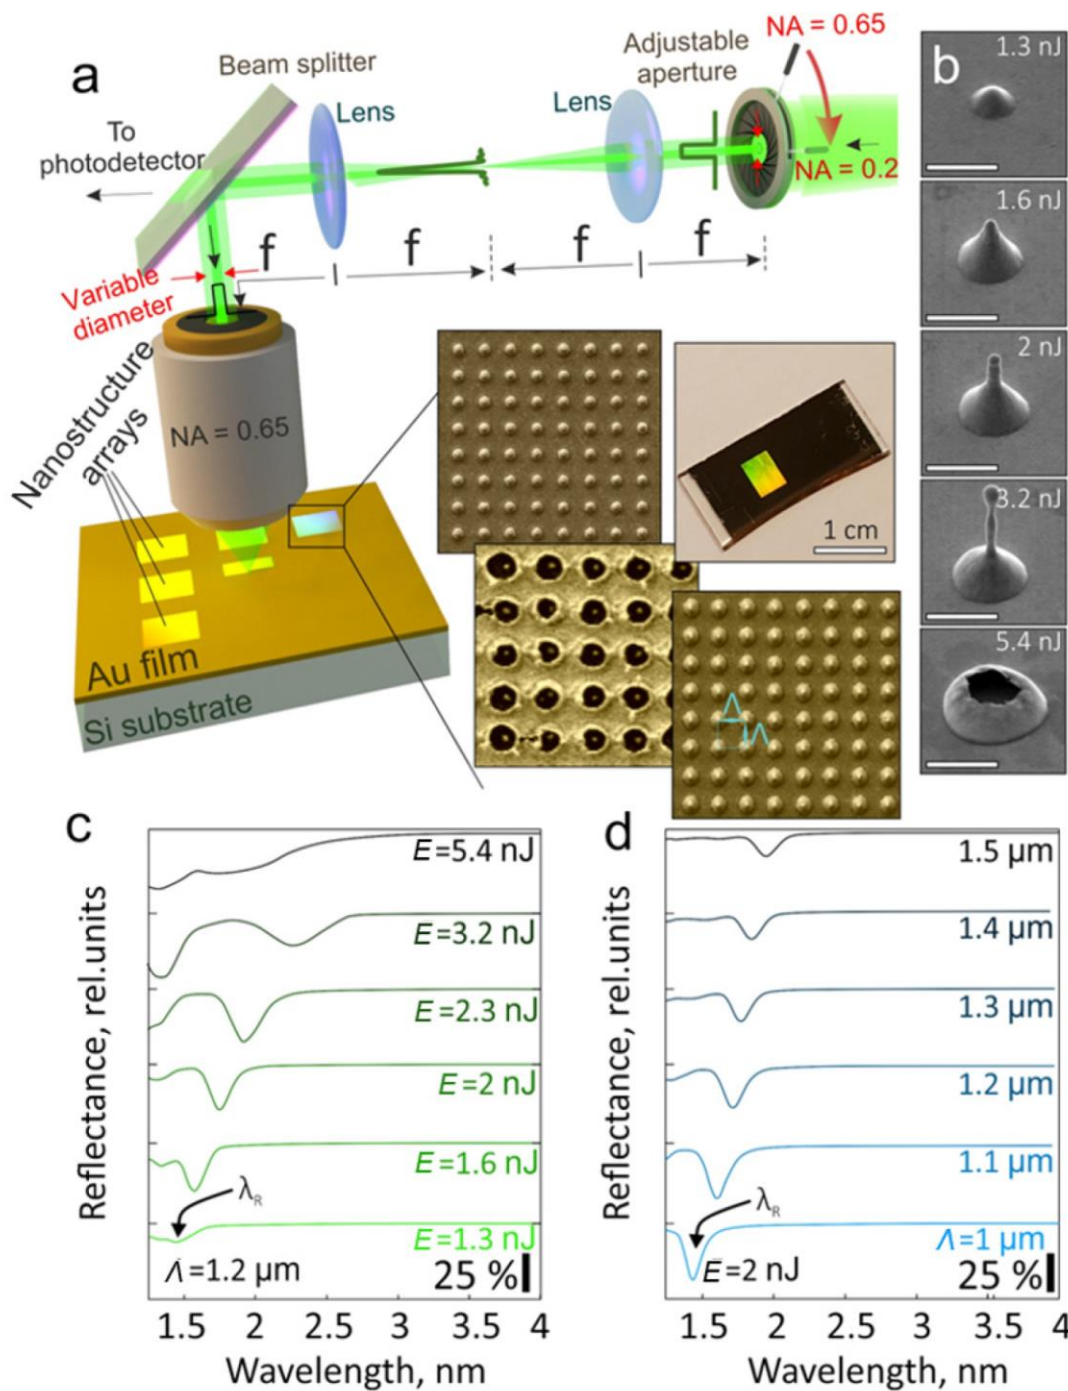 a
Beam splitter
Lens
To
photodetector
Lens
Adjustable
aperture
NA = 0.65
NA = 0.2
f
f
f
f
Variable
diameter
NA = 0.65
Nanostructure
arrays
Au film
Si substrate
1 cm
Λ
Λ
b
1.3 nJ
1.6 nJ
2 nJ
3.2 nJ
5.4 nJ
c
Reflectance, rel.units
E=5.4 nJ
E=3.2 nJ
E=2.3 nJ
E=2 nJ
E=1.6 nJ
λR
E=1.3 nJ
Λ=1.2 μm
25 %
1.5 2 2.5 3 3.5 4
Wavelength, nm
d
Reflectance, rel.units
1.5 μm
1.4 μm
1.3 μm
1.2 μm
1.1 μm
λR
Λ=1 μm
E=2 nJ
25 %
1.5 2 2.5 3 3.5 4
Wavelength, nm